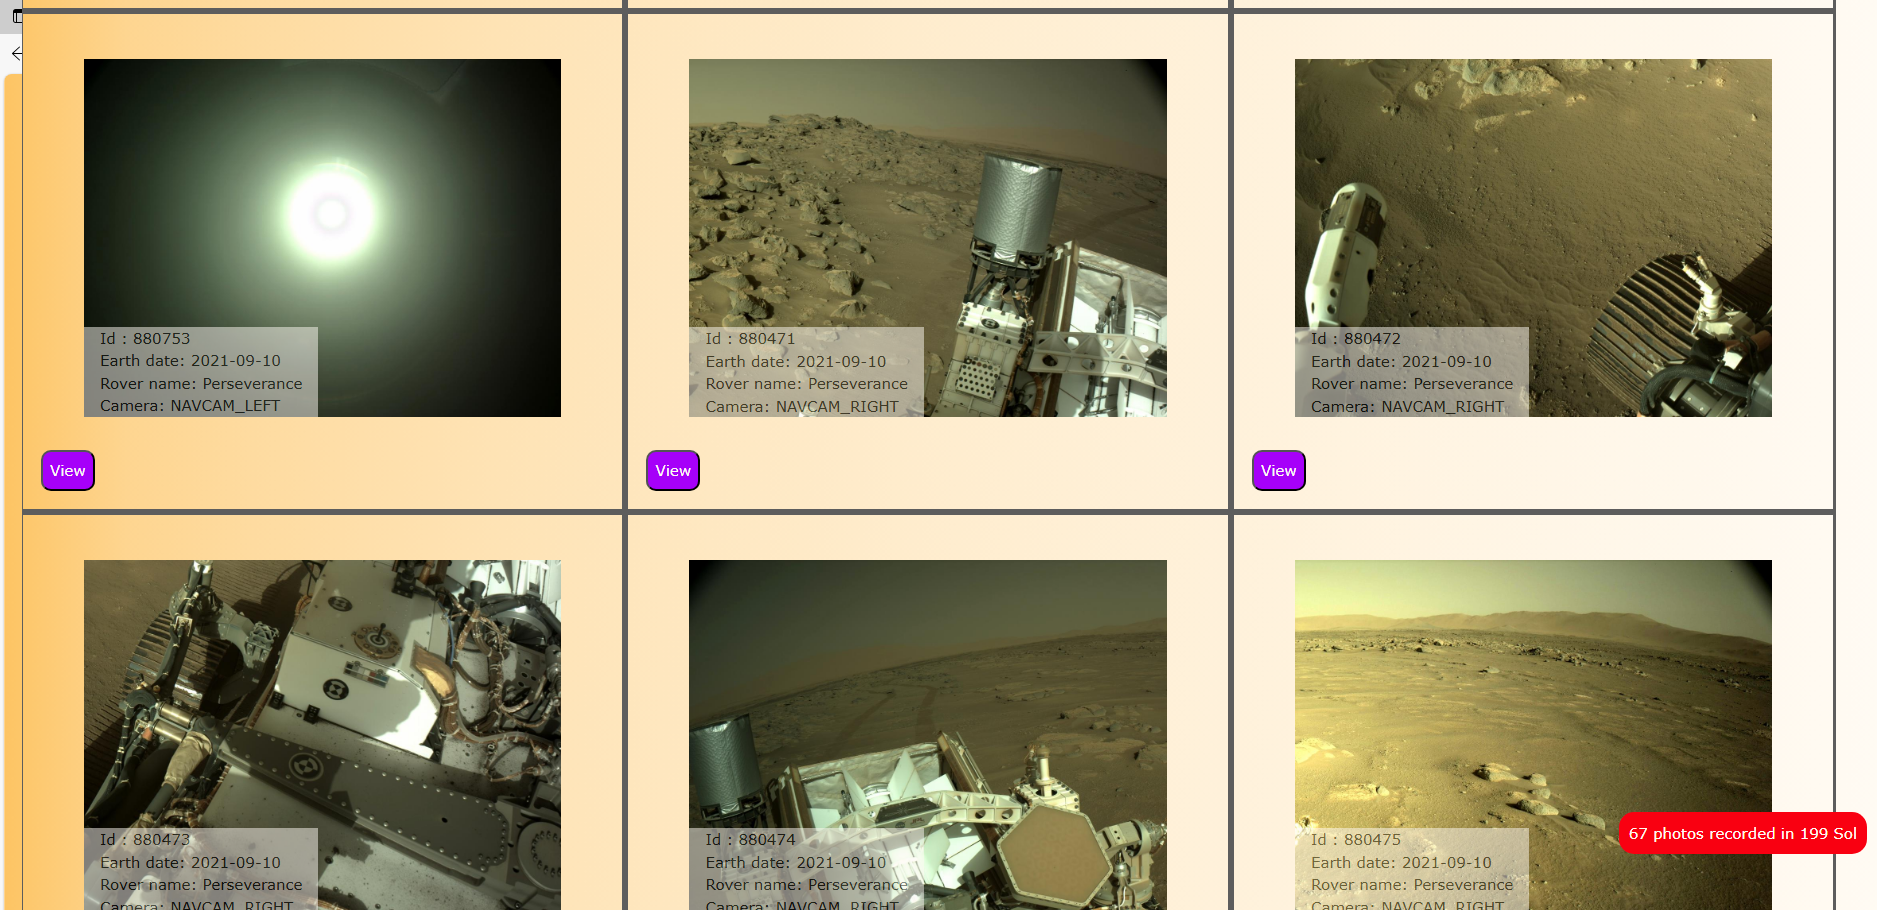 Id : 880753
Earth date: 2021-09-10
Rover name: Perseverance
Camera: NAVCAM_LEFT
View
Id : 880471
Earth date: 2021-09-10
Rover name: Perseverance
Camera: NAVCAM_RIGHT
View
Id : 880472
Earth date: 2021-09-10
Rover name: Perseverance
Camera: NAVCAM_RIGHT
View
Id : 880473
Earth date: 2021-09-10
Rover name: Perseverance
Camera: NAVCAM_RIGHT
Id : 880474
Earth date: 2021-09-10
Rover name: Perseverance
Camera: NAVCAM_RIGHT
Id : 880475
Earth date: 2021-09-10
Rover name: Perseverance
Camera: NAVCAM_RIGHT
67 photos recorded in 199 Sol